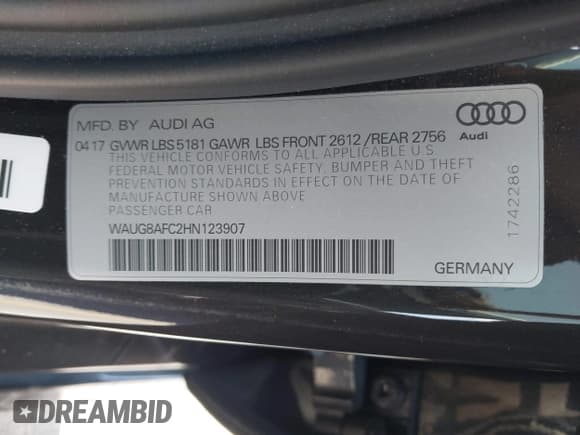 MFD. BY AUDI AG
04 17 GVWR LBS 5181 GAWR LBS FRONT 2612 /REAR 2756
THIS VEHICLE CONFORMS TO ALL APPLICABLE U.S.
FEDERAL MOTOR VEHICLE SAFETY, BUMPER AND THEFT
PREVENTION STANDARDS IN EFFECT ON THE DATE OF
MANUFACTURE SHOWN ABOVE
PASSENGER CAR
WAUG8AFC2HN123907
GERMANY
Audi
1742286
DREAMBID